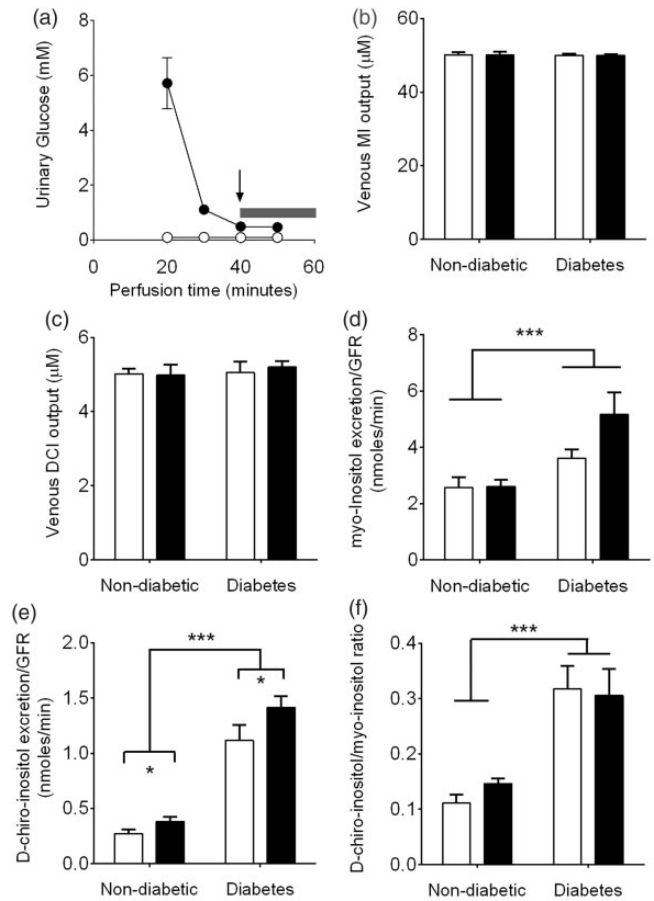 (a)
8
6
4
2
0
0
20
40
60
Urinary Glucose (mM)
Perfusion time (minutes)
(b)
60
40
20
0
Venous MI output (μM)
Non-diabetic
Diabetes
(c)
6
4
2
0
Venous DCI output (μM)
Non-diabetic
Diabetes
(d)
***
8
6
4
2
0
myo-Inositol excretion/GFR
(nmoles/min)
Non-diabetic
Diabetes
(e)
***
*
*
2.0
1.5
1.0
0.5
0.0
D-chiro-inositol excretion/GFR
(nmoles/min)
Non-diabetic
Diabetes
(f)
***
0.4
0.3
0.2
0.1
0.0
D-chiro-inositol/myo-inositol ratio
Non-diabetic
Diabetes